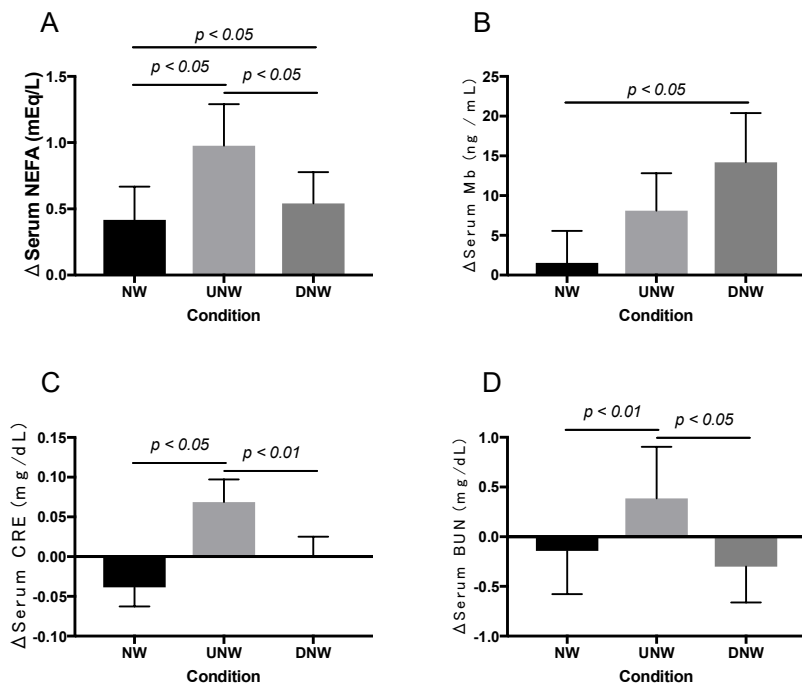 A
p < 0.05
p < 0.05
p < 0.05
Δ Serum NEFA (mEq/L)
1.5
1.0
0.5
0.0
NW
UNW
DNW
Condition
B
p < 0.05
Δ Serum Mb (ng / mL)
25
20
15
10
5
0
NW
UNW
DNW
Condition
C
p < 0.05
p < 0.01
Δ Serum CRE (mg/dL)
0.15
0.10
0.05
0.00
-0.05
-0.10
NW
UNW
DNW
Condition
D
p < 0.01
p < 0.05
Δ Serum BUN (mg/dL)
1.0
0.5
0.0
-0.5
-1.0
NW
UNW
DNW
Condition